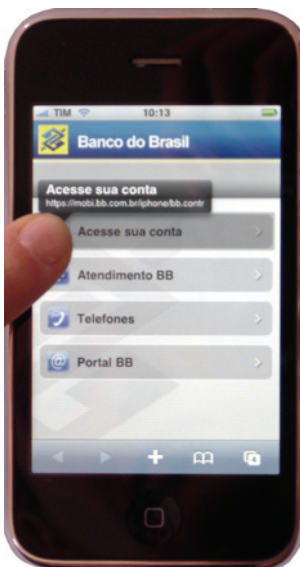 TIM 10:13
Banco do Brasil
Acesse sua conta
https://mobi.bb.com.br/iphone/bb.contr
Acesse sua conta
Atendimento BB
Telefones
Portal BB